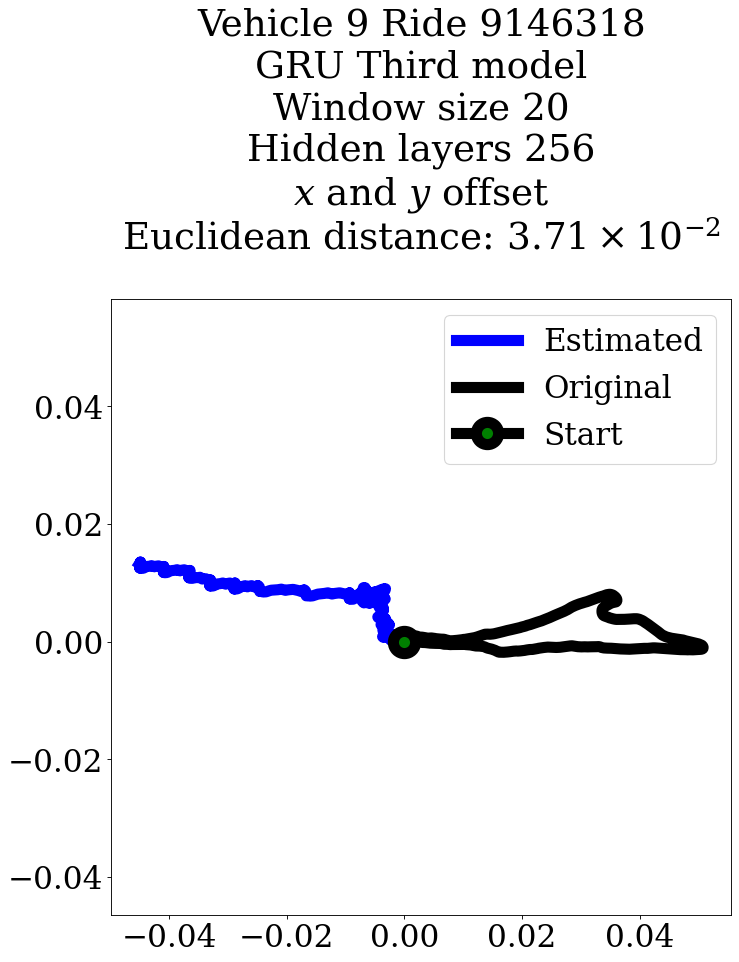 Vehicle 9 Ride 9146318
GRU Third model
Window size 20
Hidden layers 256
x and y offset
Euclidean distance: 3.71 × 10⁻²
Estimated
Original
Start
0.04
0.02
0.00
−0.02
−0.04
−0.04 −0.02 0.00 0.02 0.04